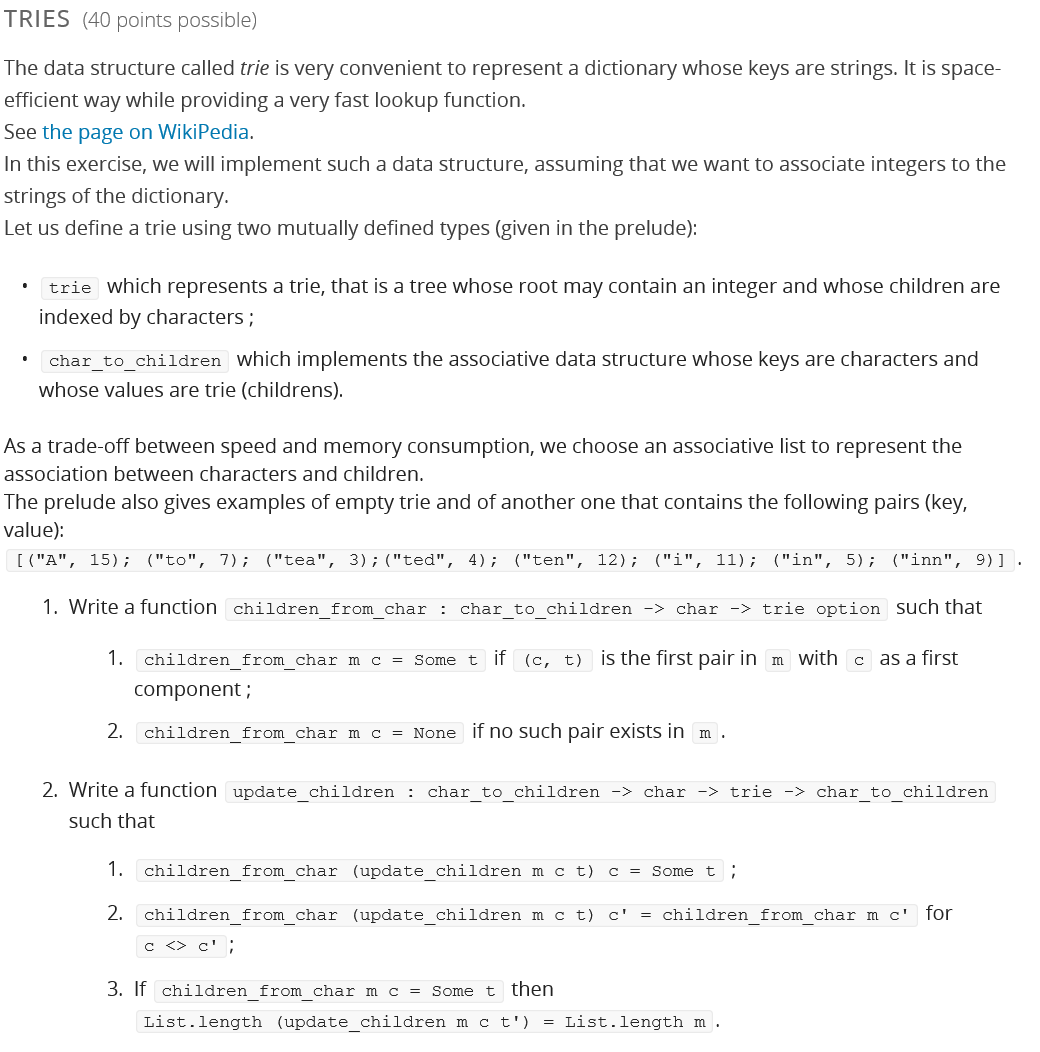 TRIES (40 points possible)
The data structure called trie is very convenient to represent a dictionary whose keys are strings. It is space-
efficient way while providing a very fast lookup function.
See the page on WikiPedia.
In this exercise, we will implement such a data structure, assuming that we want to associate integers to the
strings of the dictionary.
Let us define a trie using two mutually defined types (given in the prelude):
• trie which represents a trie, that is a tree whose root may contain an integer and whose children are
indexed by characters ;
• char_to_children which implements the associative data structure whose keys are characters and
whose values are trie (childrens).
As a trade-off between speed and memory consumption, we choose an associative list to represent the
association between characters and children.
The prelude also gives examples of empty trie and of another one that contains the following pairs (key,
value):
[("A", 15); ("to", 7); ("tea", 3);("ted", 4); ("ten", 12); ("i", 11); ("in", 5); ("inn", 9)] .
1. Write a function children_from_char : char_to_children -> char -> trie option such that
1. children_from_char m c = Some t if (c, t) is the first pair in m with c as a first
component ;
2. children_from_char m c = None if no such pair exists in m .
2. Write a function update_children : char_to_children -> char -> trie -> char_to_children
such that
1. children_from_char (update_children m c t) c = Some t ;
2. children_from_char (update_children m c t) c' = children_from_char m c' for
c <> c' ;
3. If children_from_char m c = Some t then
List.length (update_children m c t') = List.length m .